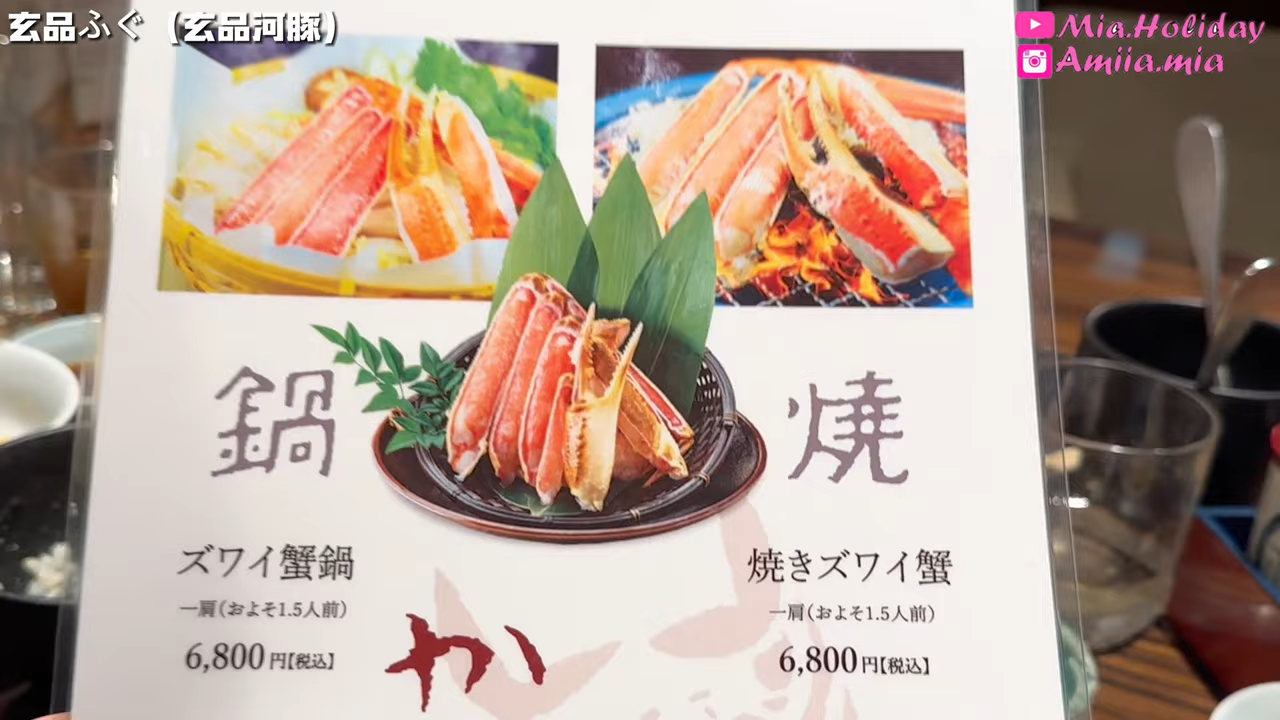 玄品ふぐ（玄品河豚）
Mia.Holiday
Amiia.mia
鍋
燒
ズワイ蟹鍋
一肩(およそ1.5人前)
6,800円【税込】
焼きズワイ蟹
一肩(およそ1.5人前)
6,800円【税込】
か